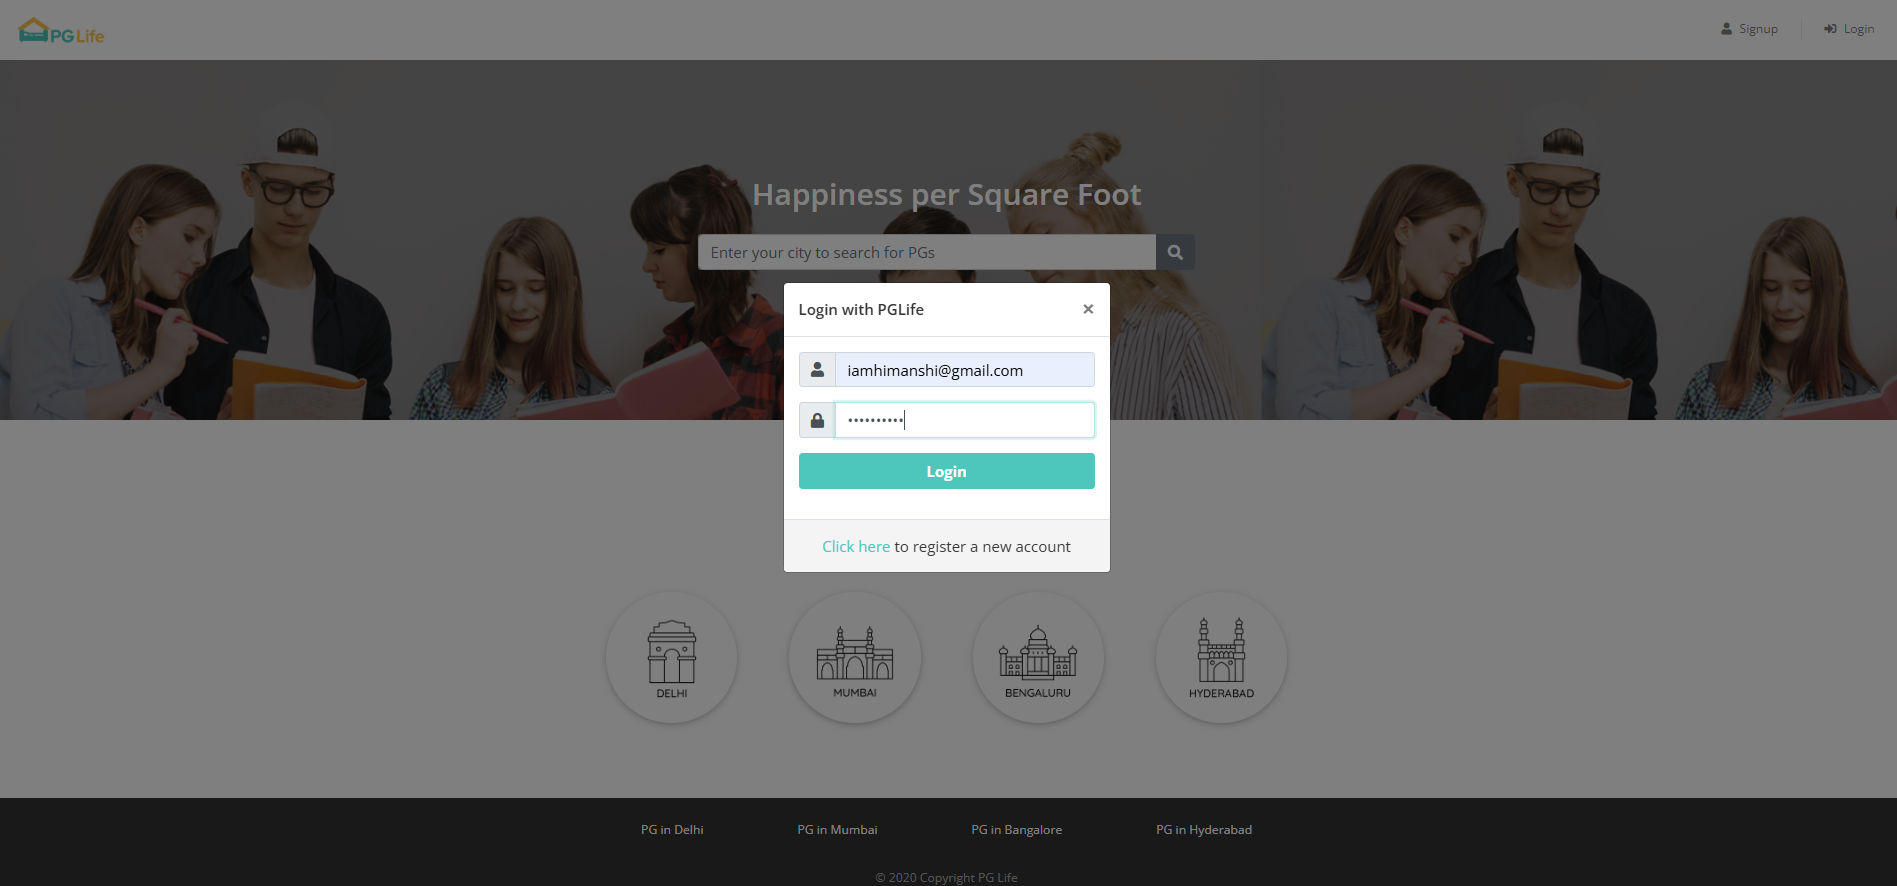 PG Life
Signup
Login
Happiness per Square Foot
Enter your city to search for PGs
Login with PGLife
×
iamhimanshi@gmail.com
••••••••••
Login
Click here to register a new account
DELHI
MUMBAI
BENGALURU
HYDERABAD
PG in Delhi
PG in Mumbai
PG in Bangalore
PG in Hyderabad
© 2020 Copyright PG Life